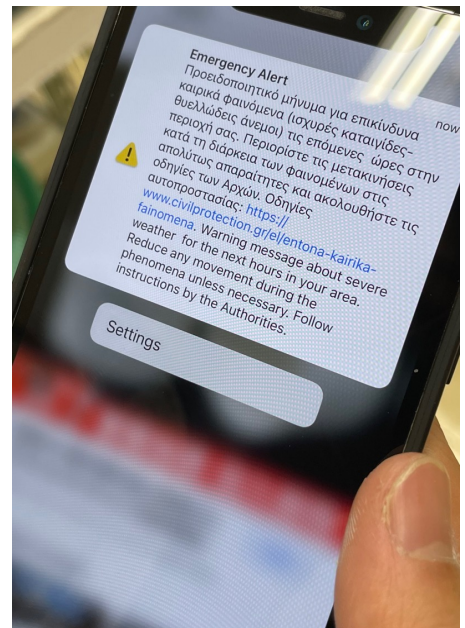 Emergency Alert
now
Προειδοποιητικό μήνυμα για επικίνδυνα
καιρικά φαινόμενα (ισχυρές καταιγίδες-
θυελλώδεις άνεμοι) τις επόμενες ώρες στην
περιοχή σας. Περιορίστε τις μετακινήσεις
κατά τη διάρκεια των φαινομένων στις
απολύτως απαραίτητες και ακολουθήστε τις
οδηγίες των Αρχών. Οδηγίες
αυτοπροστασίας: https://
www.civilprotection.gr/el/entona-kairika-
fainomena. Warning message about severe
weather for the next hours in your area.
Reduce any movement during the
phenomena unless necessary. Follow
instructions by the Authorities.
Settings